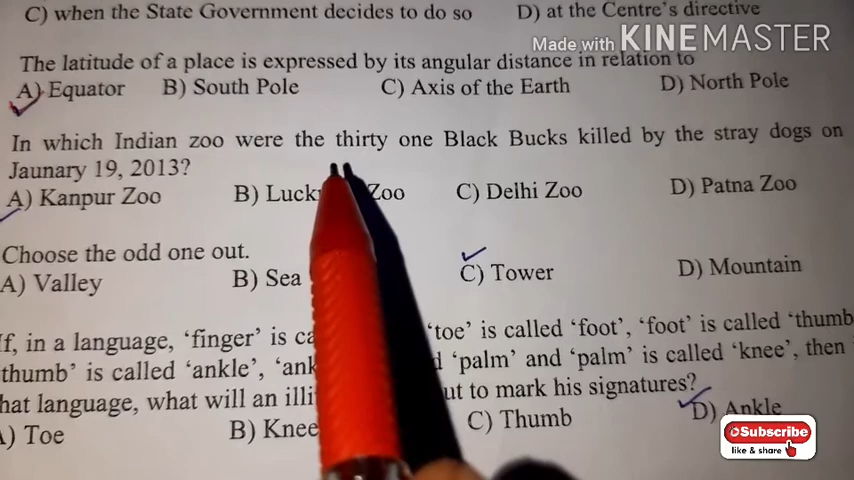 C) when the State Government decides to do so D) at the Centre's directive
Made with KINEMASTER
The latitude of a place is expressed by its angular distance in relation to
A) Equator B) South Pole C) Axis of the Earth D) North Pole
In which Indian zoo were the thirty one Black Bucks killed by the stray dogs on
Jaunary 19, 2013?
A) Kanpur Zoo B) Luck Zoo C) Delhi Zoo D) Patna Zoo
Choose the odd one out.
A) Valley B) Sea C) Tower D) Mountain
f, in a language, 'finger' is ca 'toe' is called 'foot', 'foot' is called 'thumb
thumb' is called 'ankle', 'ank 'palm' and 'palm' is called 'knee', then
hat language, what will an illi ut to mark his signatures?
) Toe B) Knee C) Thumb D) Ankle
Subscribe
like & share